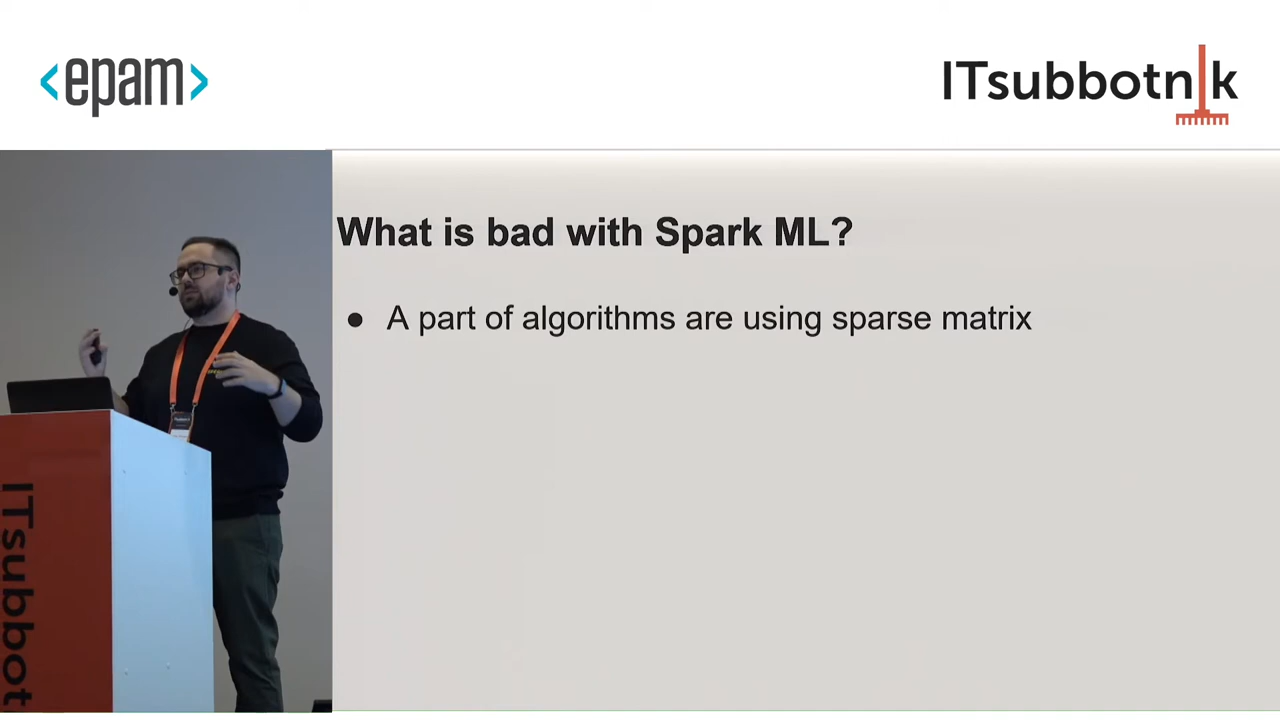 <epam>
ITsubbotnik
What is bad with Spark ML?
● A part of algorithms are using sparse matrix
ITsubbot